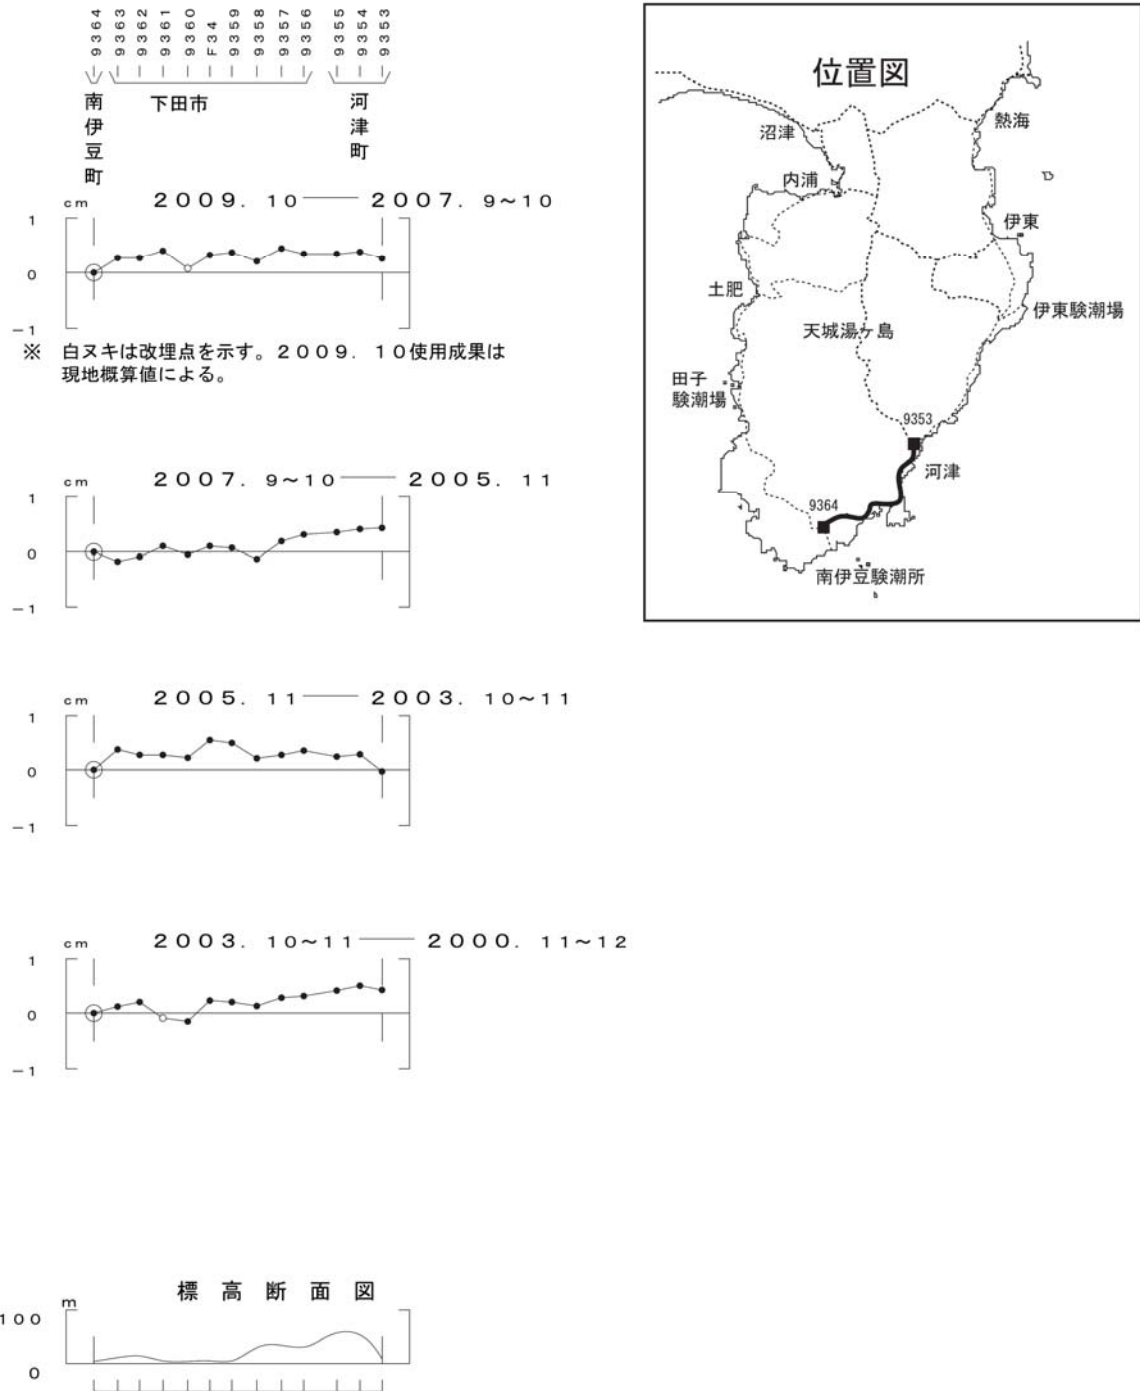 9364 9363 9362 9361 9360 F34 9359 9358 9357 9356 9355 9354 9353
南伊豆町
下田市
河津町
2009. 10 ―― 2007. 9~10
cm
1
0
-1
※ 白ヌキは改埋点を示す。2009. 10使用成果は
現地概算値による。
2007. 9~10 ―― 2005. 11
cm
1
0
-1
2005. 11 ―― 2003. 10~11
cm
1
0
-1
2003. 10~11 ―― 2000. 11~12
cm
1
0
-1
標高断面図
m
100
0
位置図
沼津
熱海
内浦
伊東
土肥
伊東験潮場
天城湯ヶ島
田子
験潮場
9353
河津
9364
南伊豆験潮所